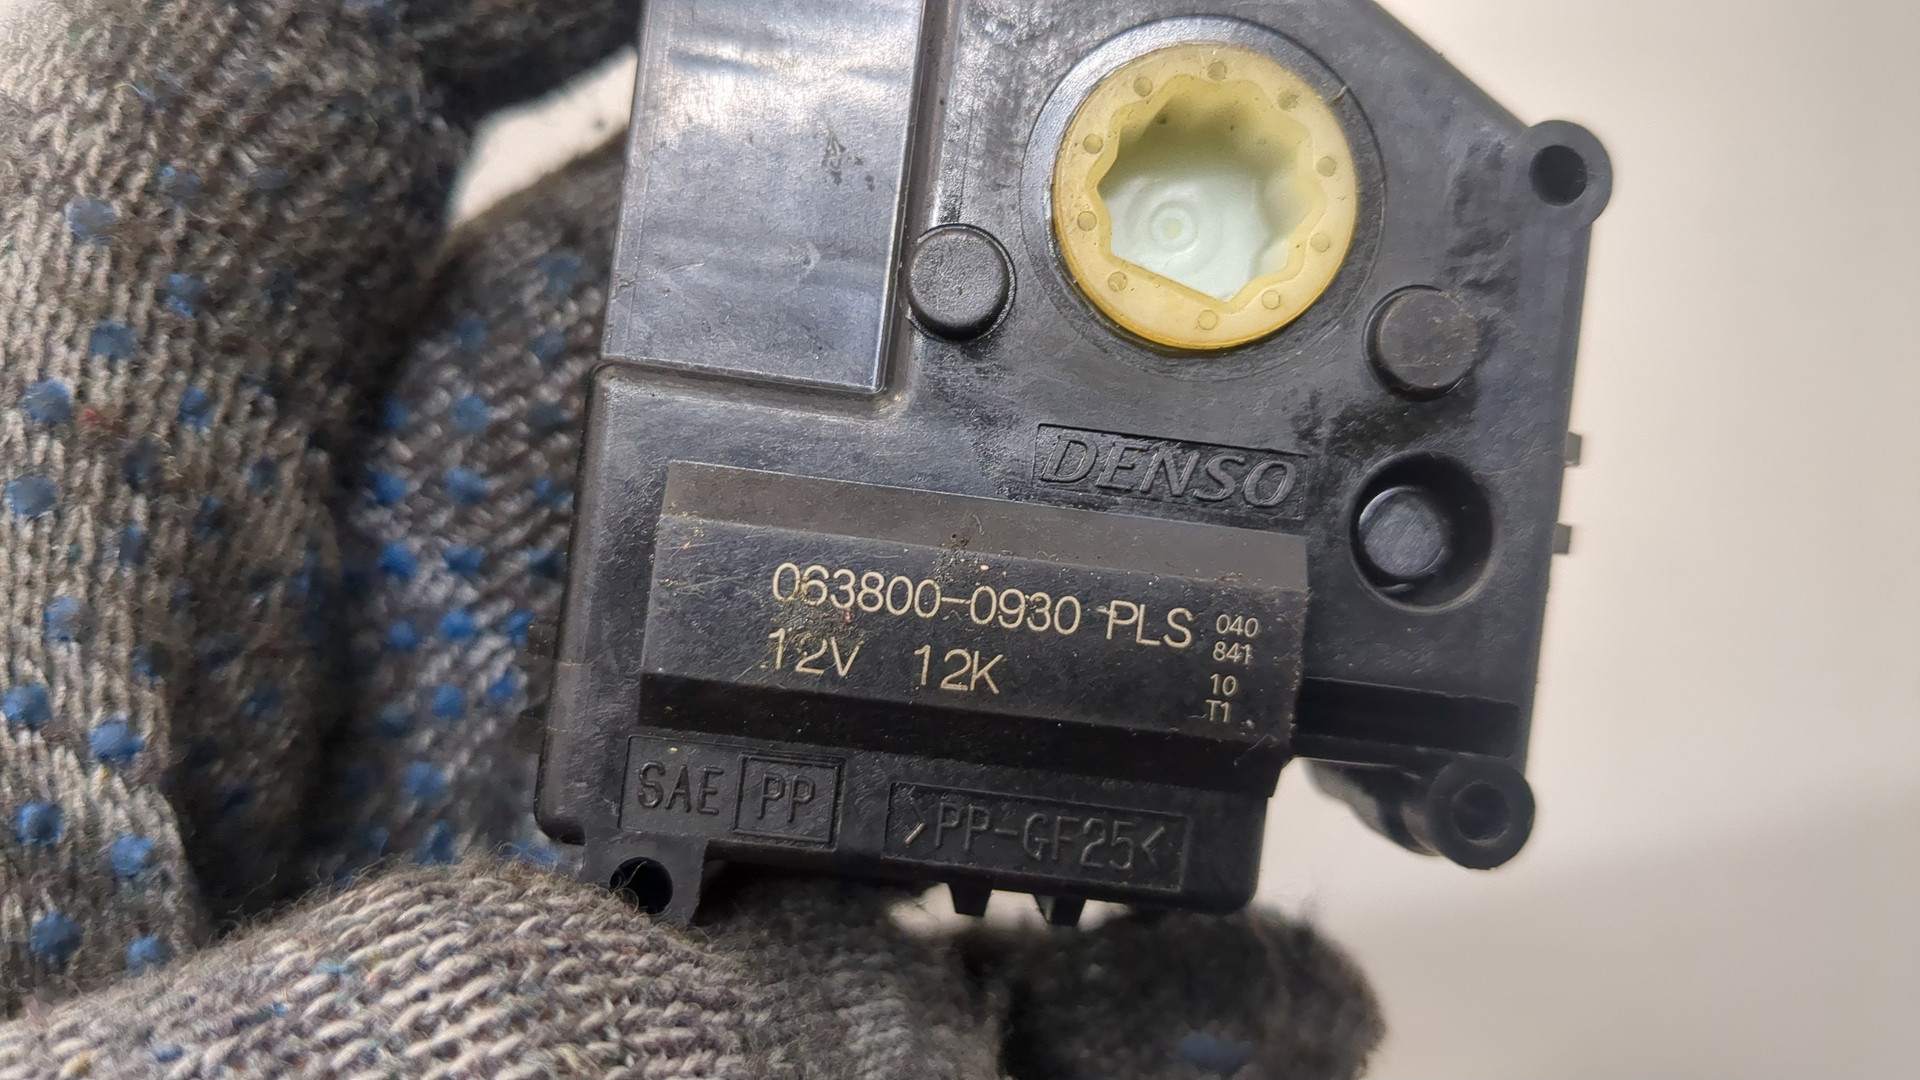 DENSO
063800-0930 PLS
12V 12K
040
841
10
T1
SAE PP
>PP-GF25<